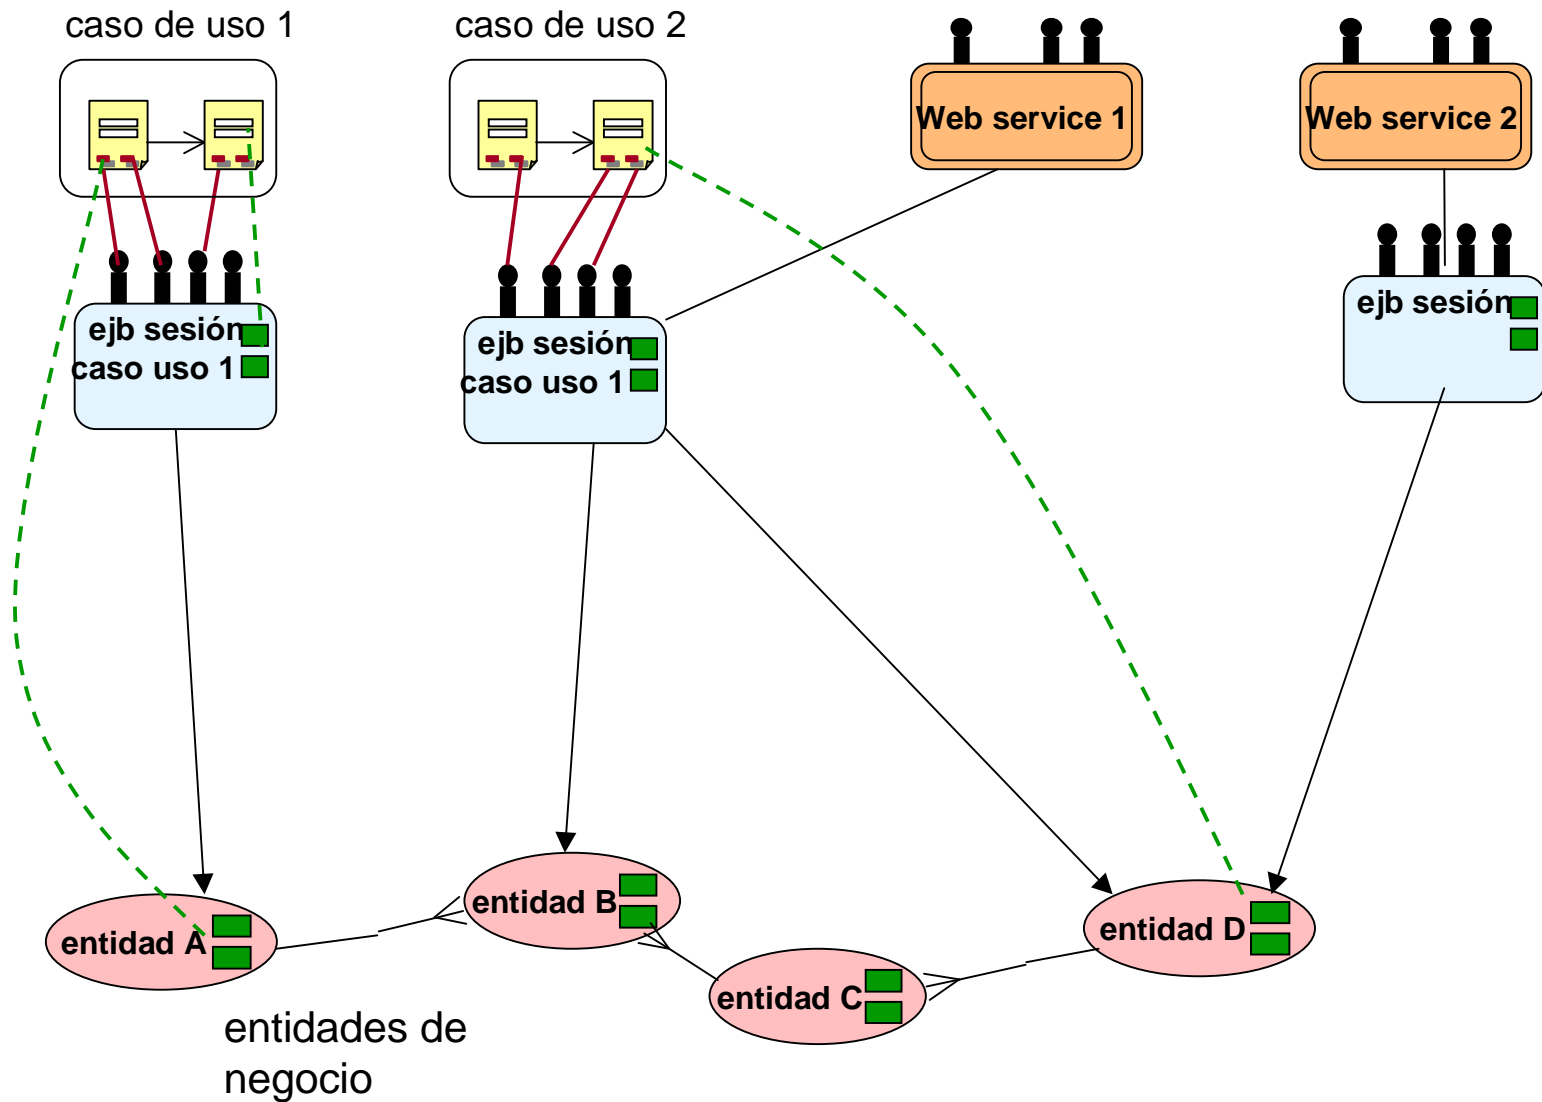 caso de uso 1
caso de uso 2
Web service 1
Web service 2
ejb sesión
caso uso 1
ejb sesión
caso uso 1
ejb sesión
entidad A
entidad B
entidad C
entidad D
entidades de
negocio